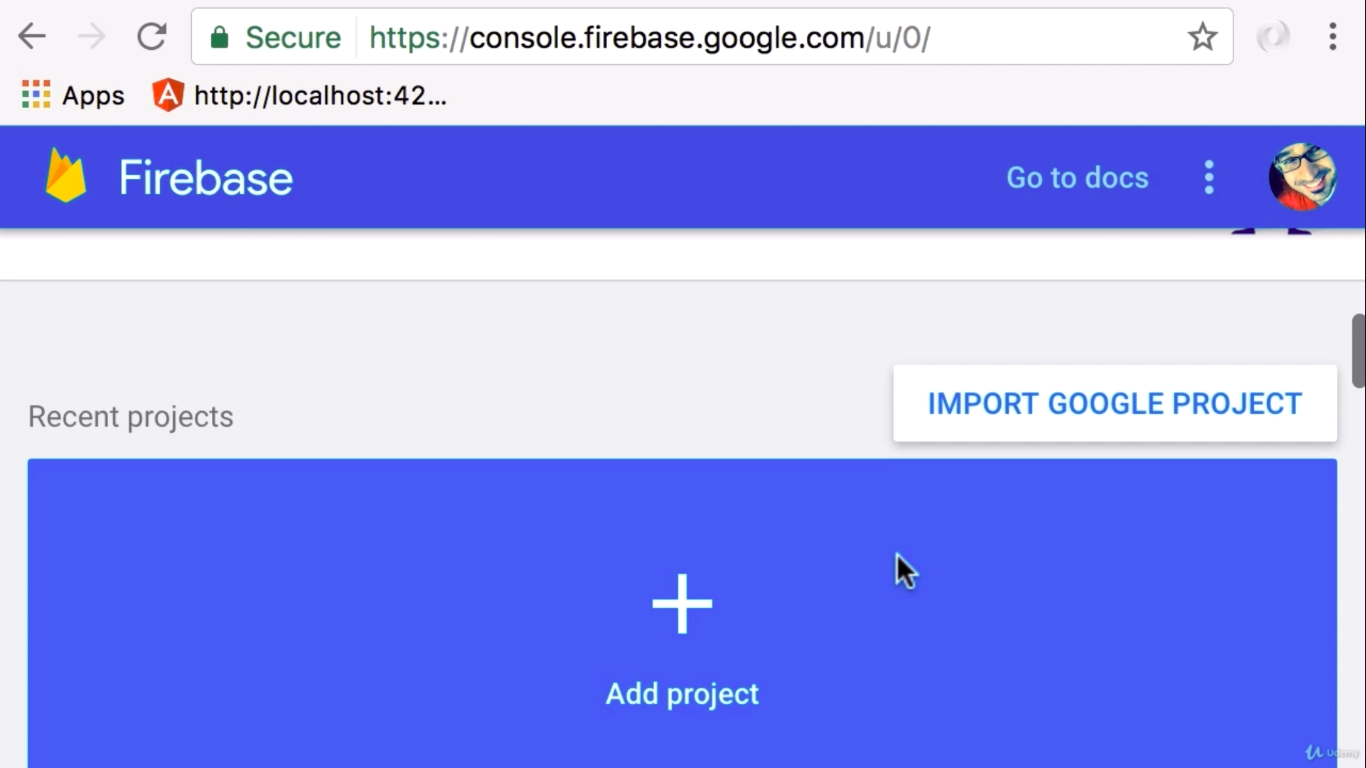 Secure https://console.firebase.google.com/u/0/
Apps http://localhost:42...
Firebase Go to docs
IMPORT GOOGLE PROJECT
Recent projects
Add project
Udemy